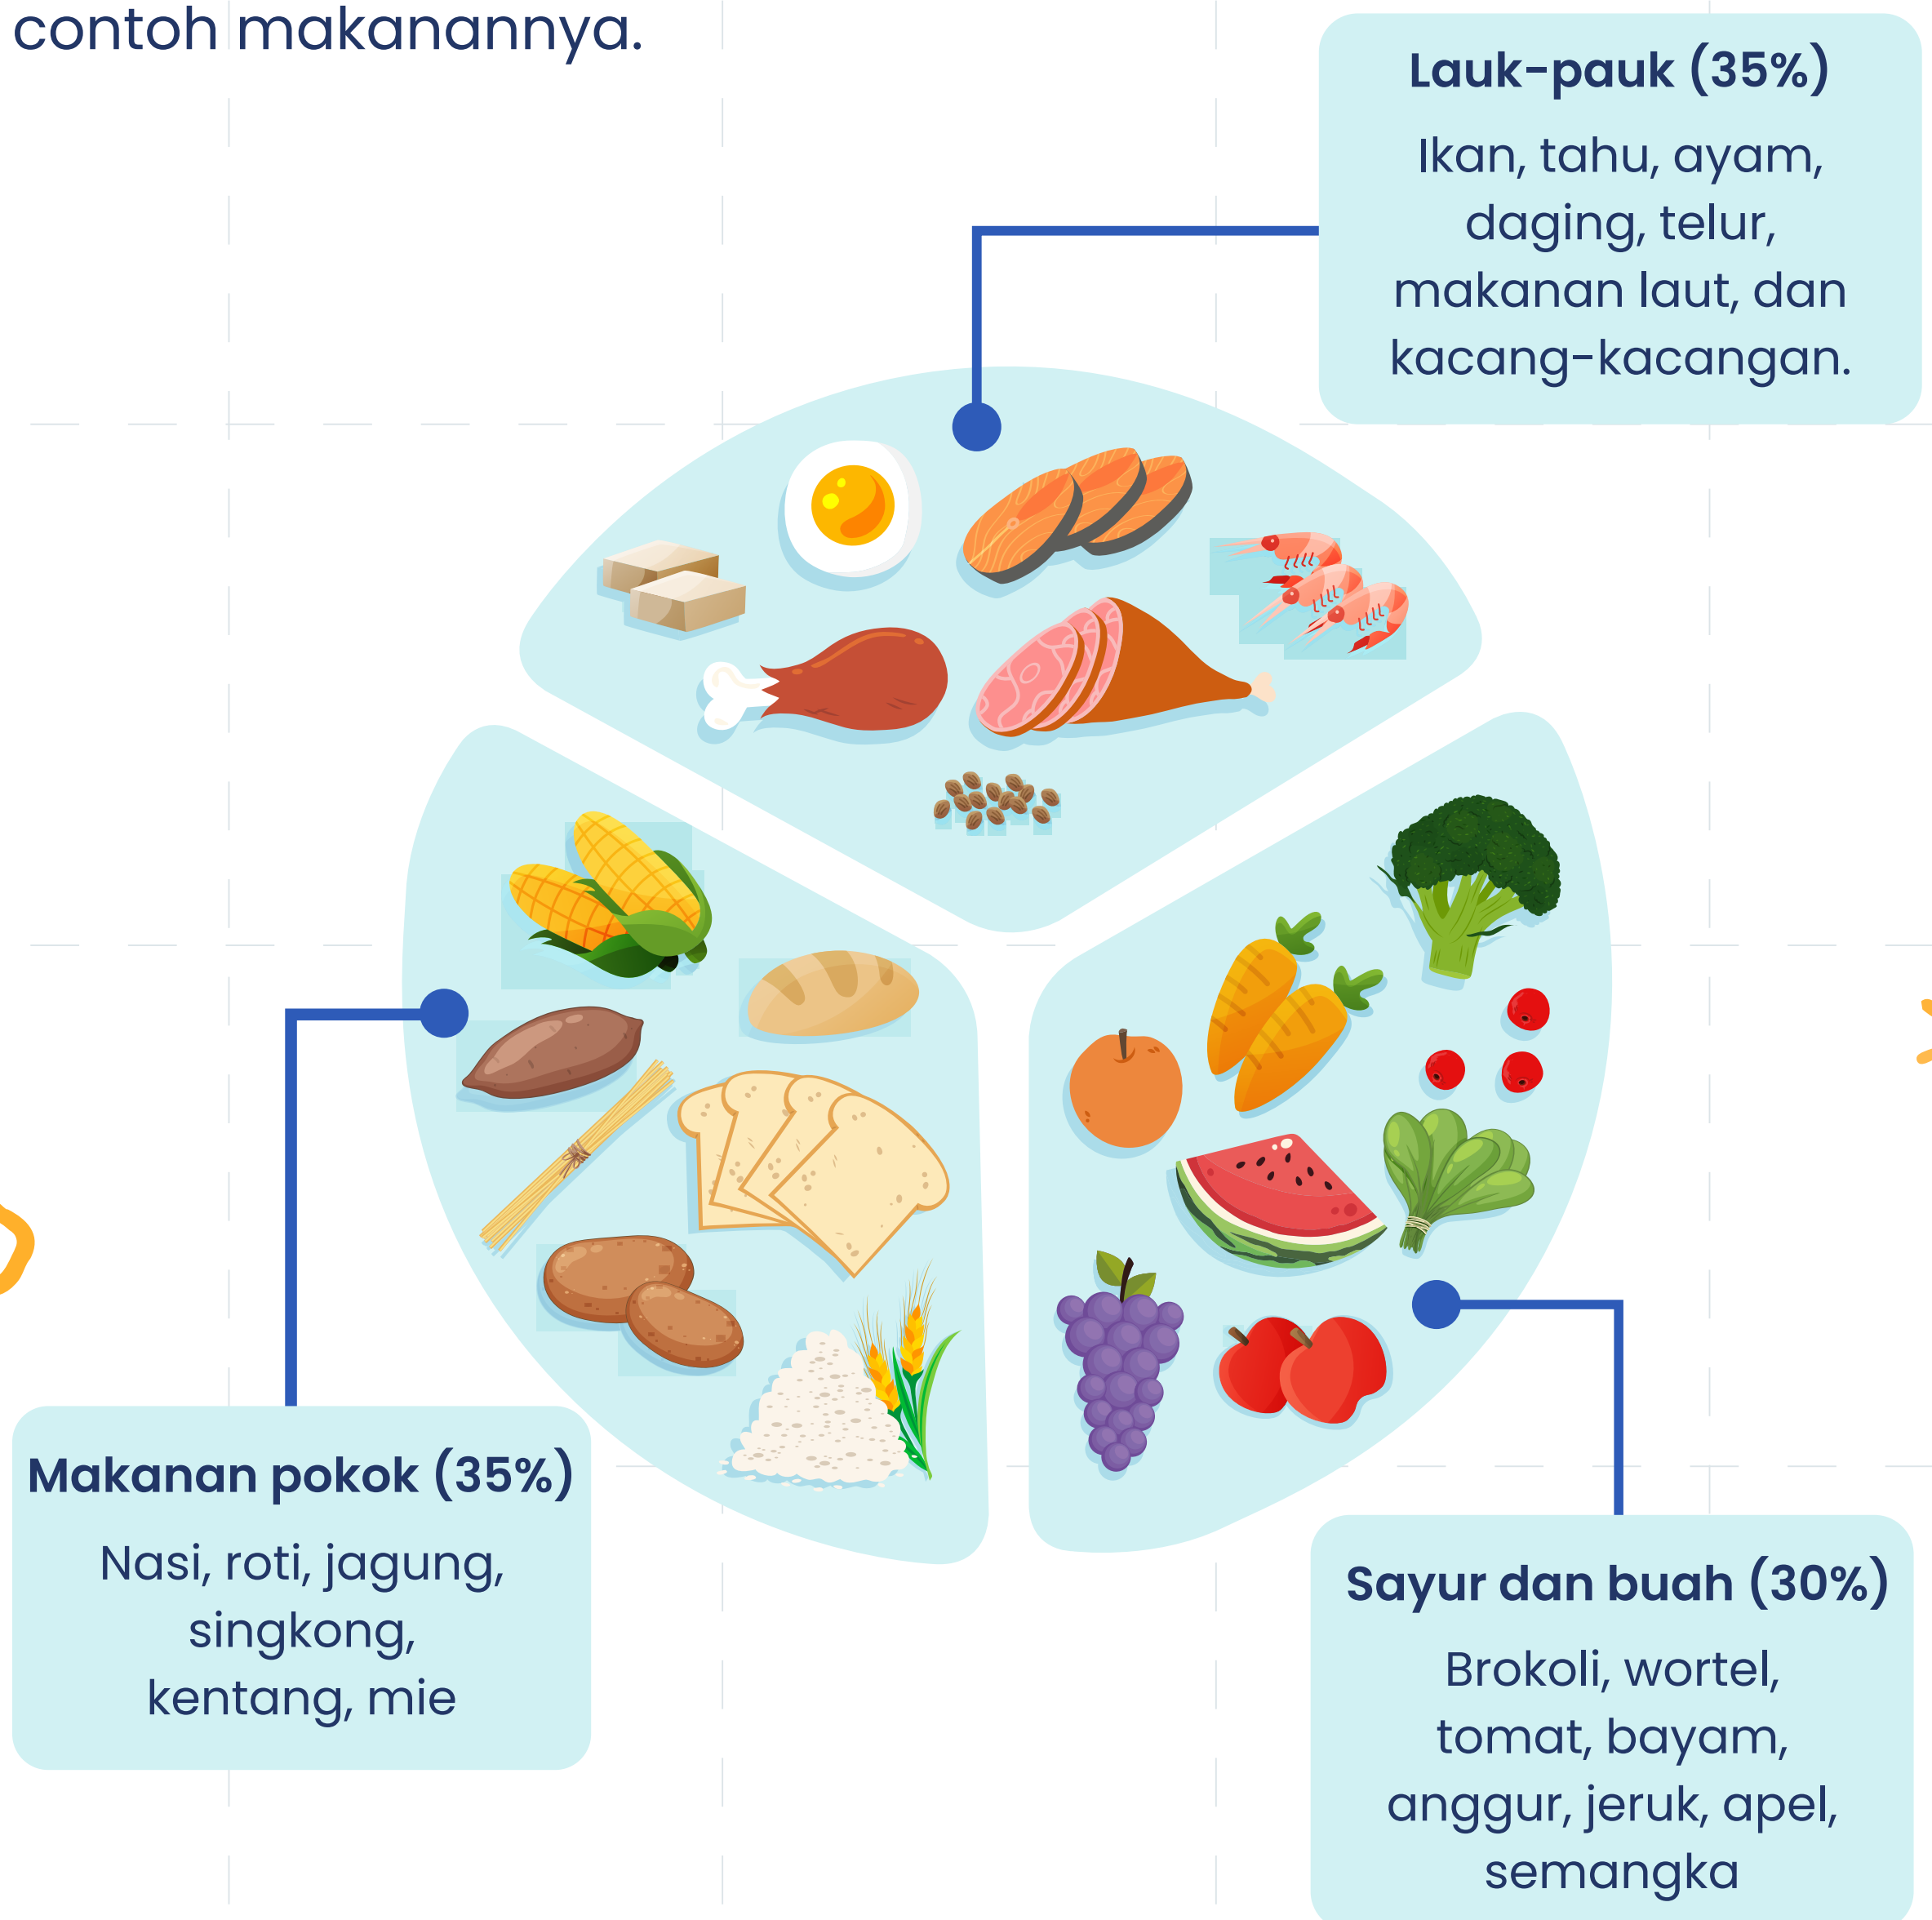 contoh makanannya.
Lauk-pauk (35%)
Ikan, tahu, ayam,
daging, telur,
makanan laut, dan
kacang-kacangan.
Makanan pokok (35%)
Nasi, roti, jagung,
singkong,
kentang, mie
Sayur dan buah (30%)
Brokoli, wortel,
tomat, bayam,
anggur, jeruk, apel,
semangka